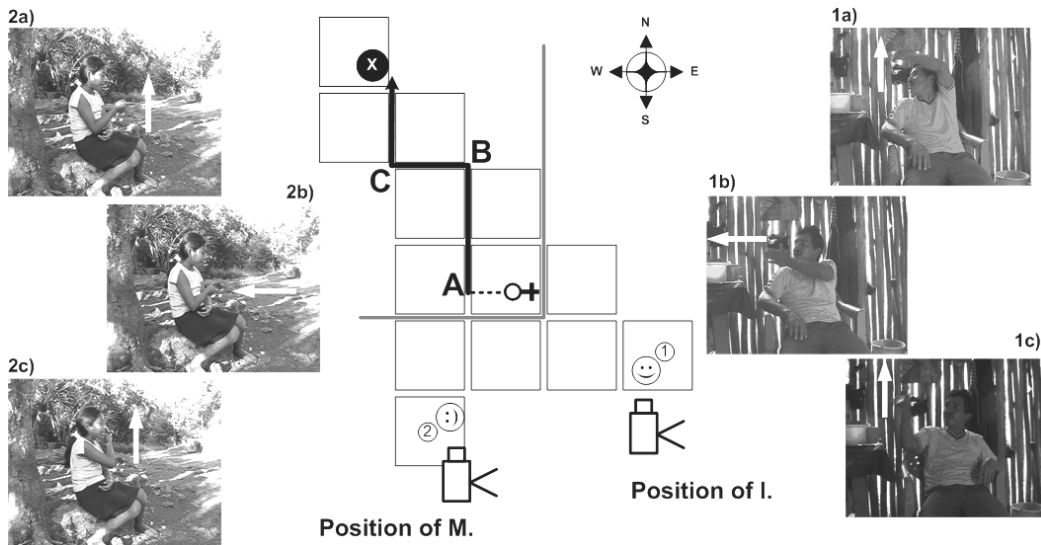 2a)
1a)
N
X
W
E
S
B
2b)
C
1b)
A
1c)
2c)
1
:)
2
Position of I.
Position of M.